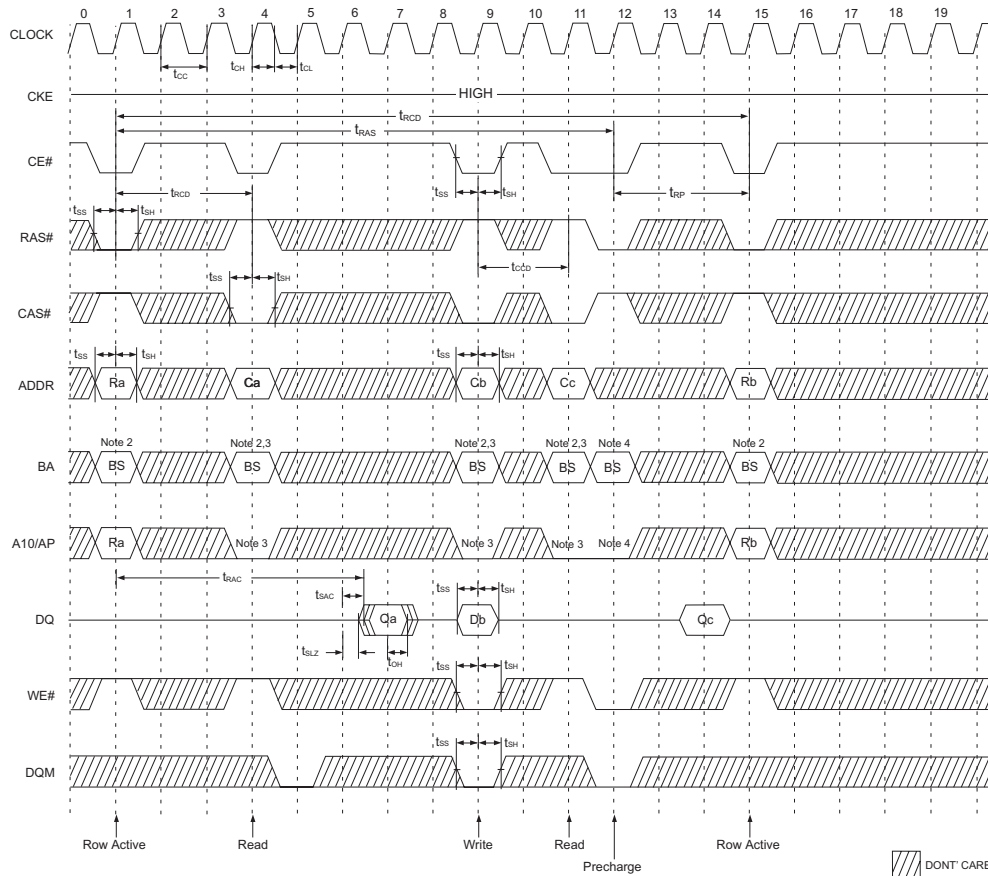 0 1 2 3 4 5 6 7 8 9 10 11 12 13 14 15 16 17 18 19
CLOCK
tCC tCH tCL
CKE HIGH
tRCD
tRAS
CE#
tRCD tSS tSH tRP
tSS tSH
RAS#
tCCD
tSS tSH
CAS#
tSS tSH tSS tSH
ADDR Ra Ca Cb Cc Rb
Note 2 Note 2,3 Note 2,3 Note 2,3 Note 4 Note 2
BA BS BS BS BS BS BS
A10/AP Ra Note 3 Note 3 Note 3 Note 4 Rb
tRAC
tSAC tSS tSH
DQ Qa Db Qc
tSLZ tOH
tSS tSH
WE#
tSS tSH
DQM
Row Active Read Write Read Row Active
Precharge
DONT' CARE